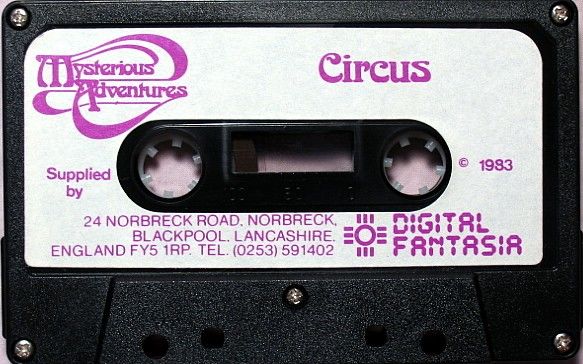 Mysterious
Adventures
Circus
Supplied
by
© 1983
24 NORBRECK ROAD, NORBRECK,
BLACKPOOL, LANCASHIRE.
ENGLAND FY5 1RP. TEL. (0253) 591402
DIGITAL
FANTASIA